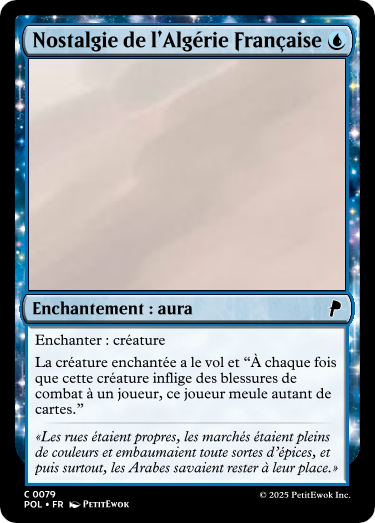 Nostalgie de l'Algérie Française
Enchantement : aura
Enchanter : créature
La créature enchantée a le vol et “À chaque fois
que cette créature inflige des blessures de
combat à un joueur, ce joueur meule autant de
cartes.”
«Les rues étaient propres, les marchés étaient pleins
de couleurs et embaumaient toute sortes d'épices, et
puis surtout, les Arabes savaient rester à leur place.»
C 0079
POL • FR PetitEwok
© 2025 PetitEwok Inc.